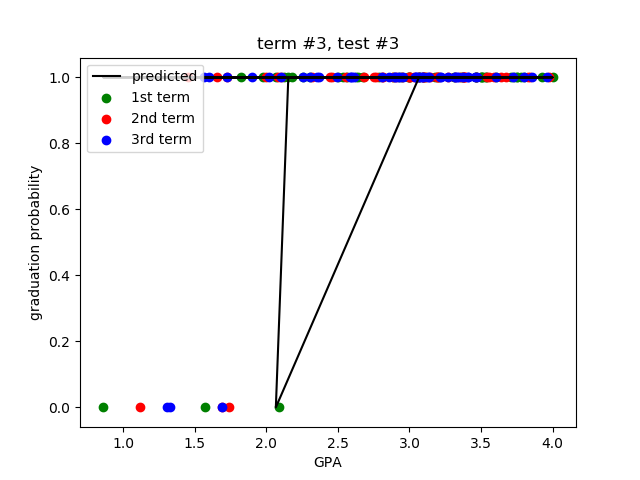 term #3, test #3
predicted
1st term
2nd term
3rd term
graduation probability
1.0
0.8
0.6
0.4
0.2
0.0
1.0 1.5 2.0 2.5 3.0 3.5 4.0
GPA